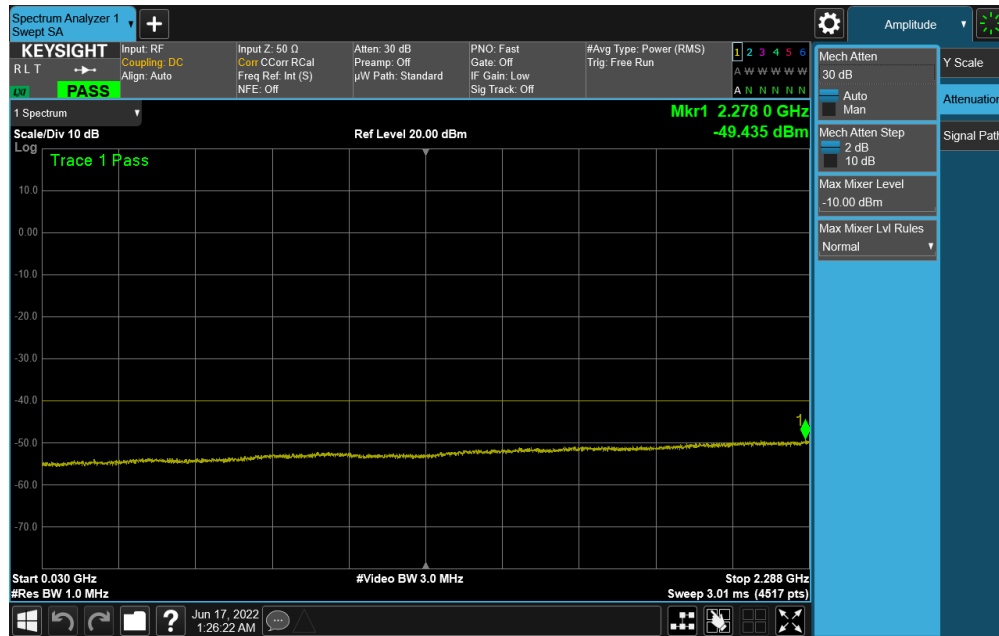 Spectrum Analyzer 1
Swept SA
Amplitude
KEYSIGHT
R L T
LXI
PASS
Input: RF
Coupling: DC
Align: Auto
Input Z: 50 Ω
Corr CCorr RCal
Freq Ref: Int (S)
NFE: Off
Atten: 30 dB
Preamp: Off
µW Path: Standard
PNO: Fast
Gate: Off
IF Gain: Low
Sig Track: Off
#Avg Type: Power (RMS)
Trig: Free Run
1 2 3 4 5 6
A W W W W W
A N N N N N
1 Spectrum
Mkr1 2.278 0 GHz
Scale/Div 10 dB
Ref Level 20.00 dBm
-49.435 dBm
Log
Trace 1 Pass
10.0
0.00
-10.0
-20.0
-30.0
-40.0
1
-50.0
-60.0
-70.0
Start 0.030 GHz
#Video BW 3.0 MHz
Stop 2.288 GHz
#Res BW 1.0 MHz
Sweep 3.01 ms (4517 pts)
?
Jun 17, 2022
1:26:22 AM
Mech Atten
30 dB
Auto
Man
Mech Atten Step
2 dB
10 dB
Max Mixer Level
-10.00 dBm
Max Mixer Lvl Rules
Normal
Y Scale
Attenuation
Signal Path